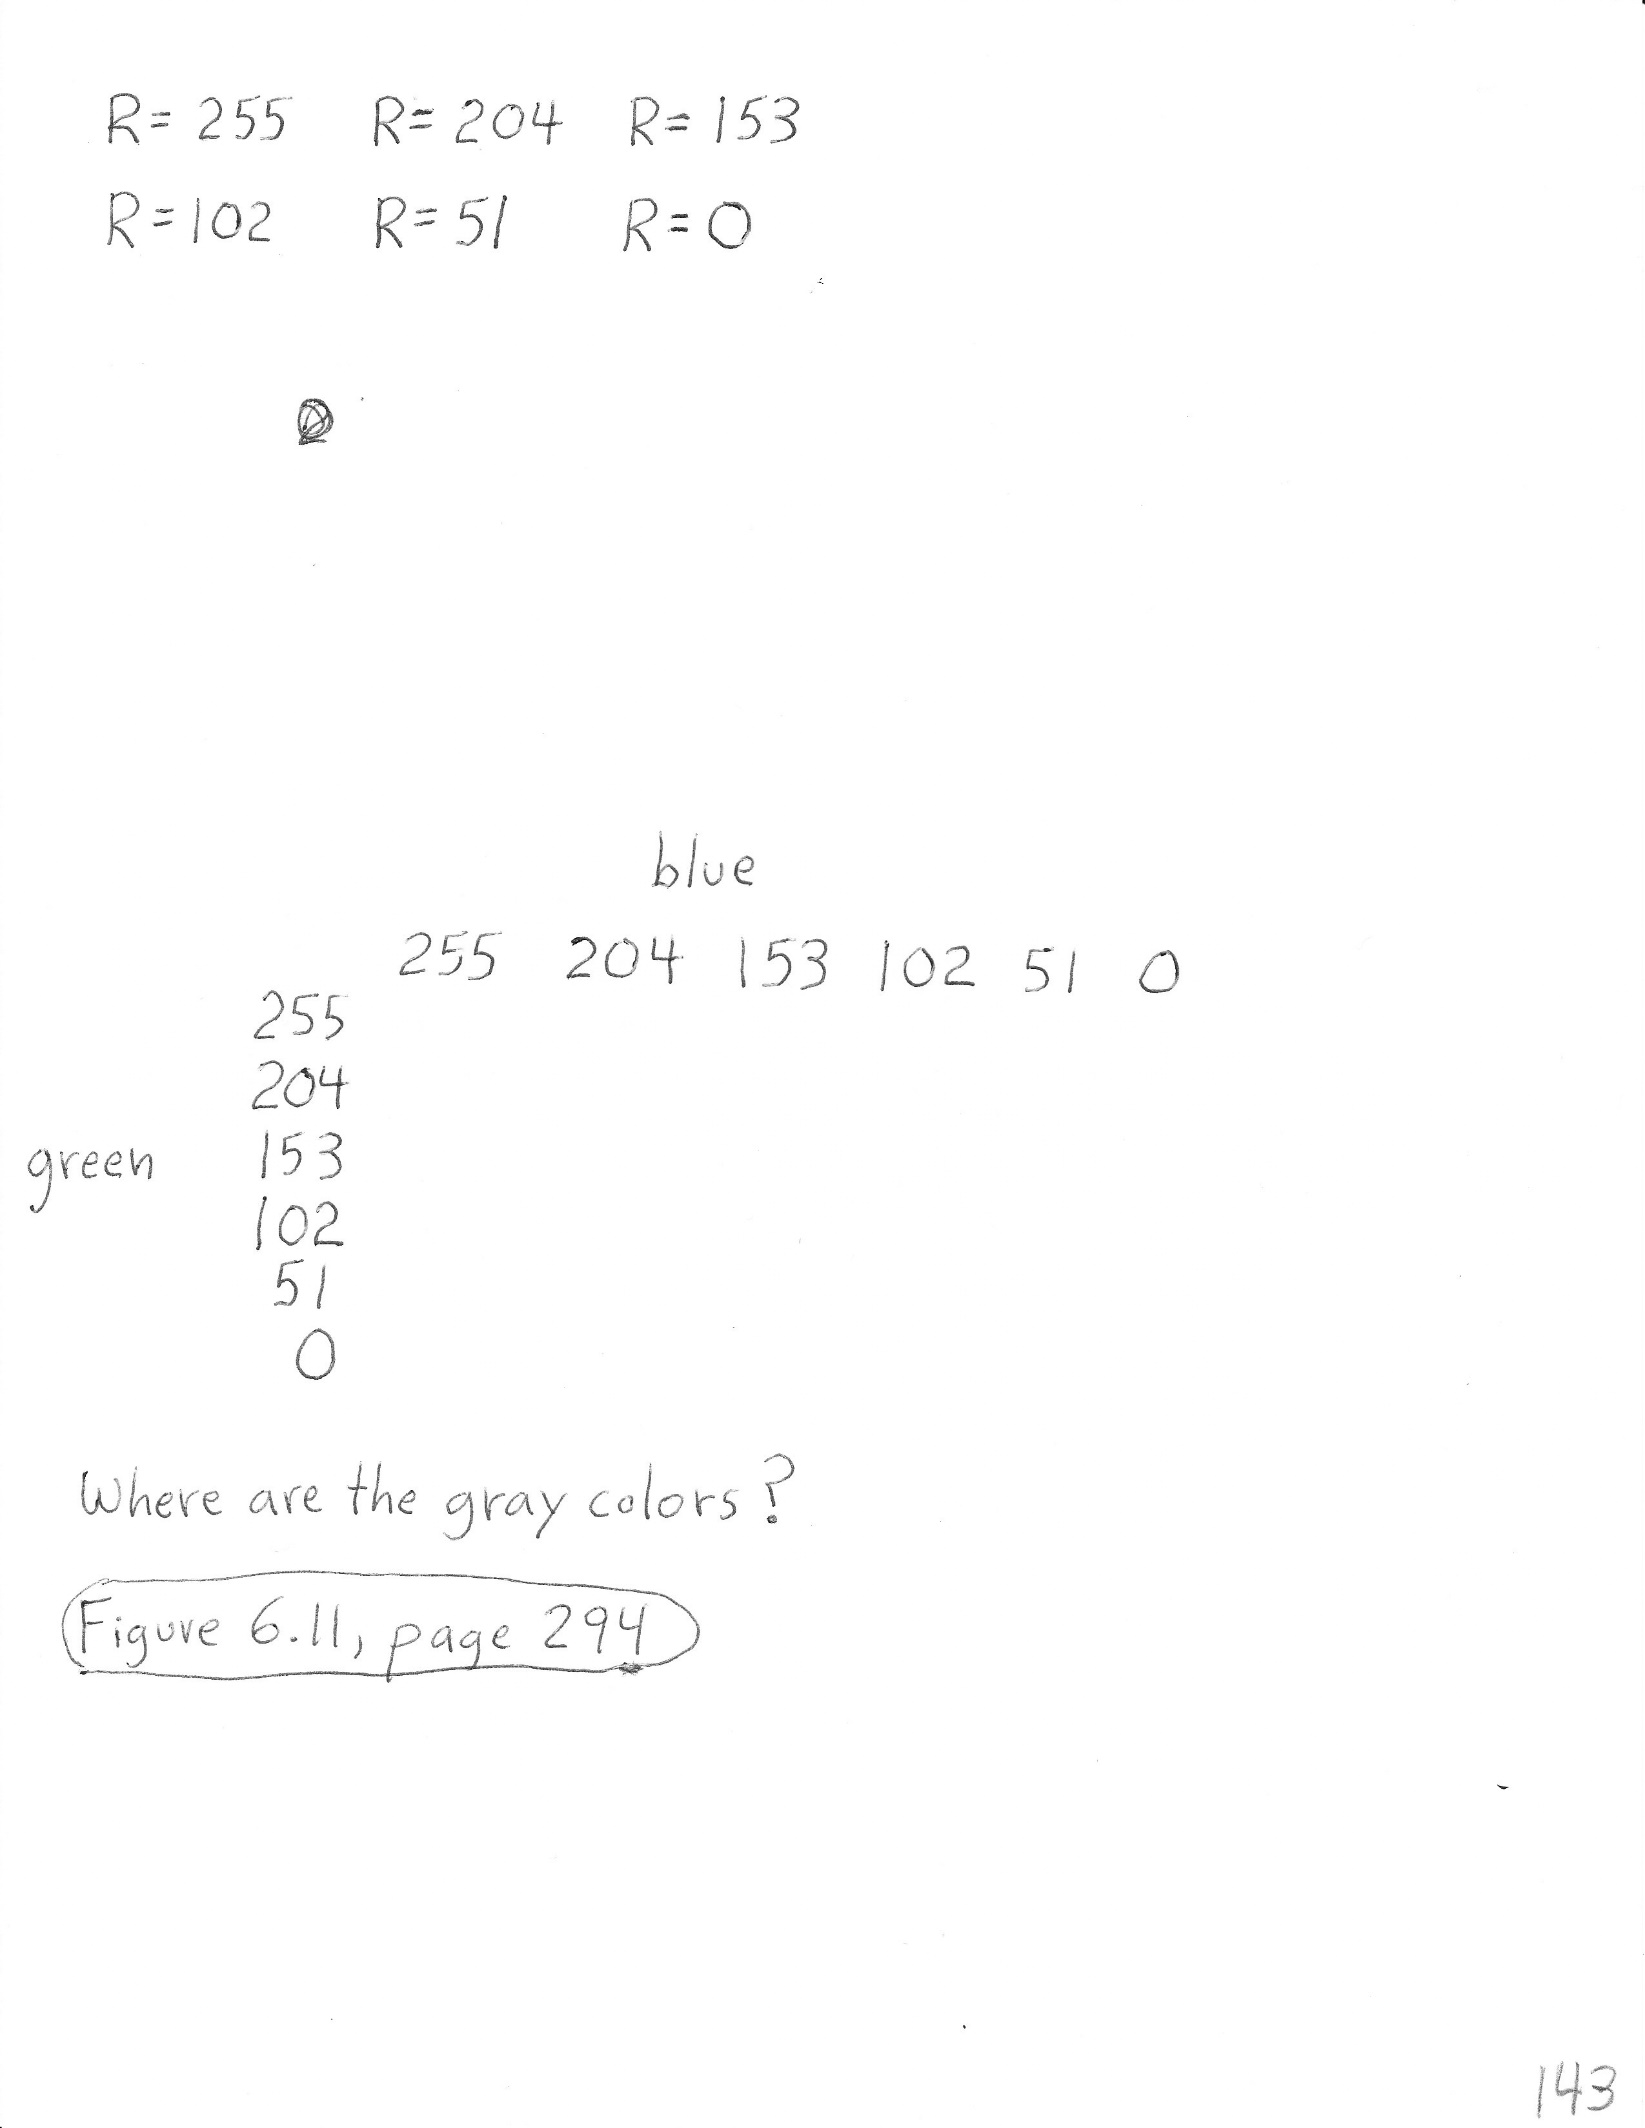 R= 255 R= 204 R= 153
R=102 R= 51 R= 0
blue
255 204 153 102 51 0
255
204
green 153
102
51
0
Where are the gray colors?
Figure 6.11, page 294
143